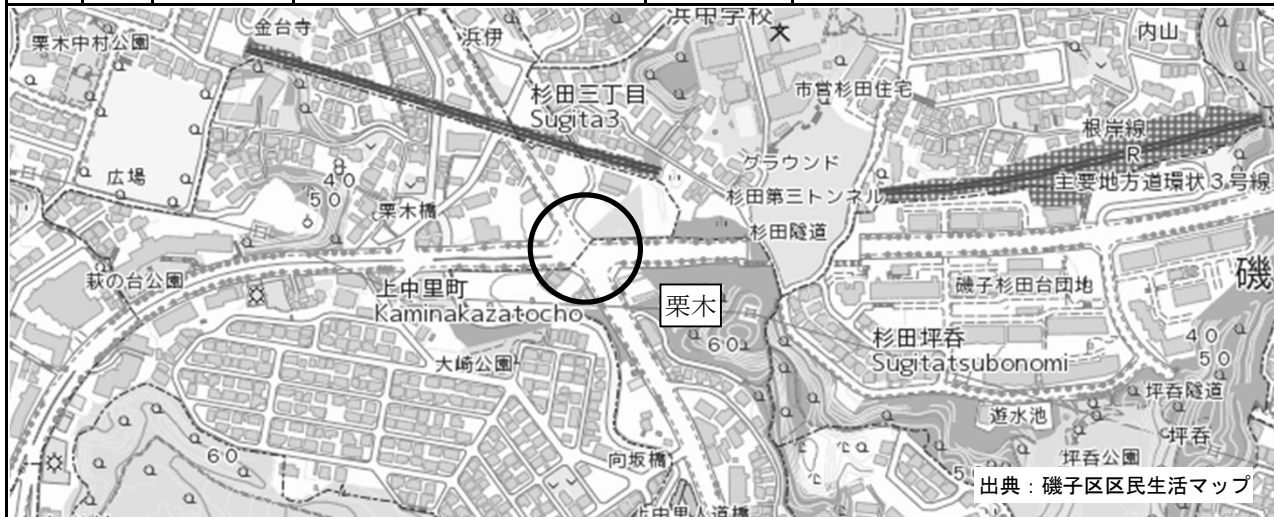 金台寺
栗木中村公園
浜伊
浜中学校
内山
杉田三丁目
Sugita3
市営杉田住宅
根岸線
R
グラウンド
杉田第三トンネル
主要地方道環状3号線
広場
40
50
栗木橋
杉田隧道
萩の台公園
上中里町
Kaminakazatocho
栗木
60
磯子杉田台団地
磯
杉田坪呑
Sugitatsubonomi
40
50
大崎公園
坪呑隧道
遊水池
坪呑
60
向坂橋
坪呑公園
上中里人道橋
出典：磯子区区民生活マップ